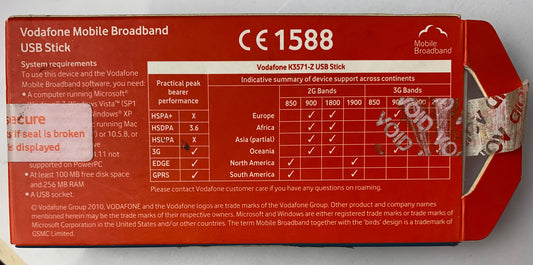 Vodafone Mobile Broadband
USB Stick
CE1588
Mobile
Broadband
System requirements
To use this device and the Vodafone
Mobile Broadband software, you need:
• A computer running Microsoft®
Windows® 7, Windows Vista™ (SP1
Windows® XP
running Mac
or 10.5.8, or
4.11 not
supported on PowerPC
• At least 100 MB free disk space
and 256 MB RAM
• A USB socket.
secure
s if seal is broken
is displayed
Practical peak
bearer
performance
HSPA+ X
HSDPA 3.6
HSUPA X
3G ✓
EDGE ✓
GPRS ✓
Vodafone K3571-Z USB Stick
Indicative summary of device support across continents
2G Bands 3G Bands
850 900 1800 1900 850 900
Europe ✓ ✓
Africa ✓ ✓
Asia (partial) ✓ ✓
Oceania ✓ ✓
North America ✓ ✓
South America ✓ ✓
VOID
VOID
Please contact Vodafone customer care if you have any questions on roaming.
© Vodafone Group 2010, VODAFONE and the Vodafone logos are trade marks of the Vodafone Group. Other product and company names
mentioned herein may be the trade marks of their respective owners. Microsoft and Windows are either registered trade marks or trade marks of
Microsoft Corporation in the United States and/or other countries. The term Mobile Broadband together with the 'birds' design is a trademark of
GSMC Limited.